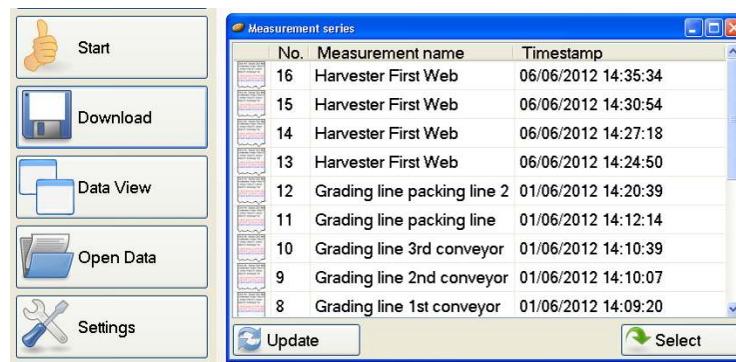 Start
Download
Data View
Open Data
Settings
Measurement series
No. Measurement name Timestamp
16 Harvester First Web 06/06/2012 14:35:34
15 Harvester First Web 06/06/2012 14:30:54
14 Harvester First Web 06/06/2012 14:27:18
13 Harvester First Web 06/06/2012 14:24:50
12 Grading line packing line 2 01/06/2012 14:20:39
11 Grading line packing line 01/06/2012 14:12:14
10 Grading line 3rd conveyor 01/06/2012 14:10:39
9 Grading line 2nd conveyor 01/06/2012 14:10:07
8 Grading line 1st conveyor 01/06/2012 14:09:20
Update
Select